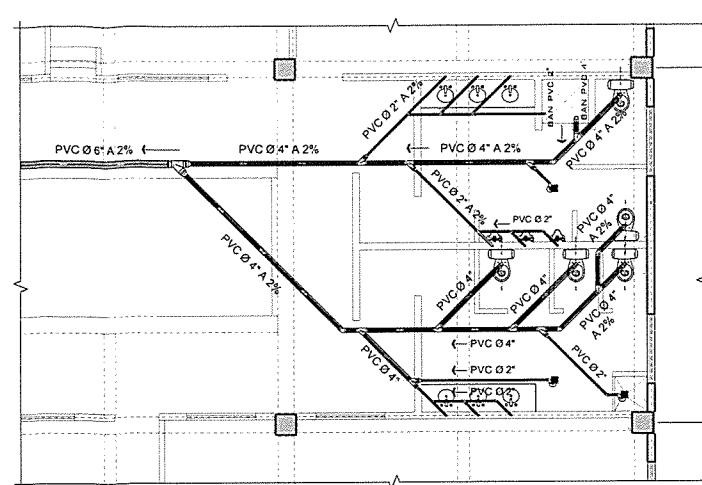 PVC Ø 6" A 2%
PVC Ø 4" A 2%
PVC Ø 2" A 2%
PVC Ø 4" A 2%
BAN PVC 2"
BAN PVC 4"
PVC Ø 4" A 2%
PVC Ø 2" A 2%
PVC Ø 2"
PVC Ø 4"
A 2%
PVC Ø 4" A 2%
PVC Ø 4"
PVC Ø 4"
PVC Ø 4"
A 2%
PVC Ø 4"
PVC Ø 4"
PVC Ø 2"
PVC Ø 2"
PVC Ø 2"